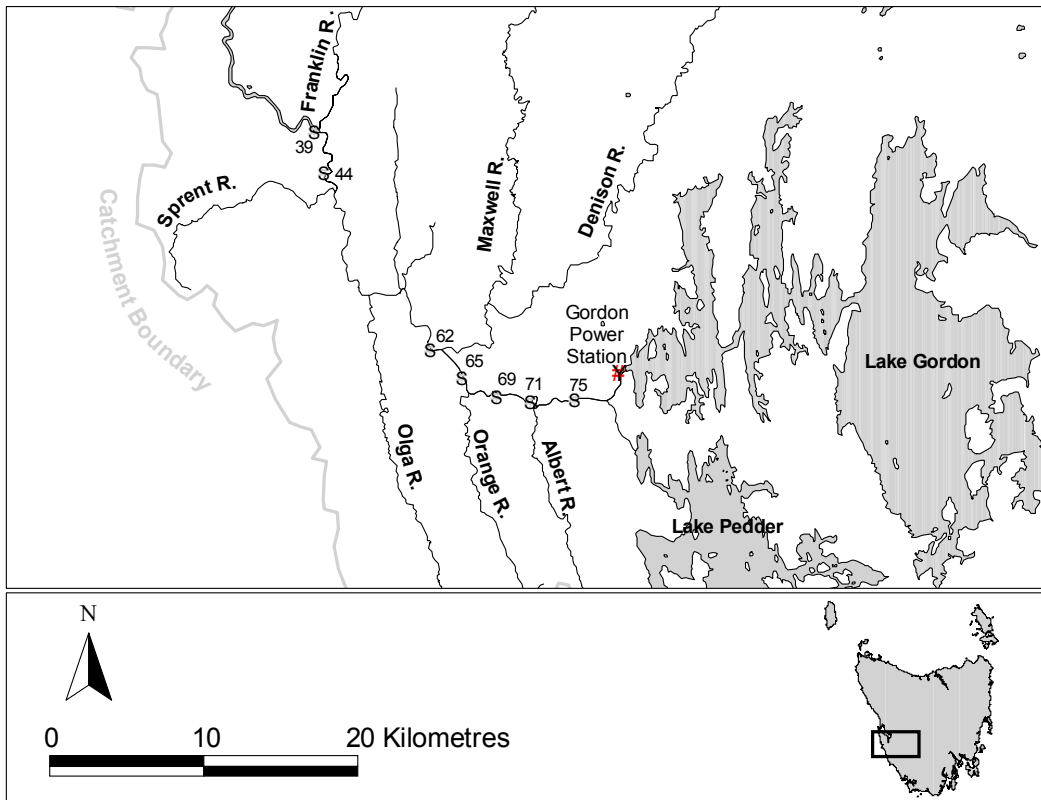 Franklin R.
39
44
Sprent R.
Catchment Boundary
Maxwell R.
Denison R.
Gordon
Power
Station
Lake Gordon
62
65
69
71
75
S
S
S
S
S
S
S
Olga R.
Orange R.
Albert R.
Lake Pedder
N
0
10
20 Kilometres